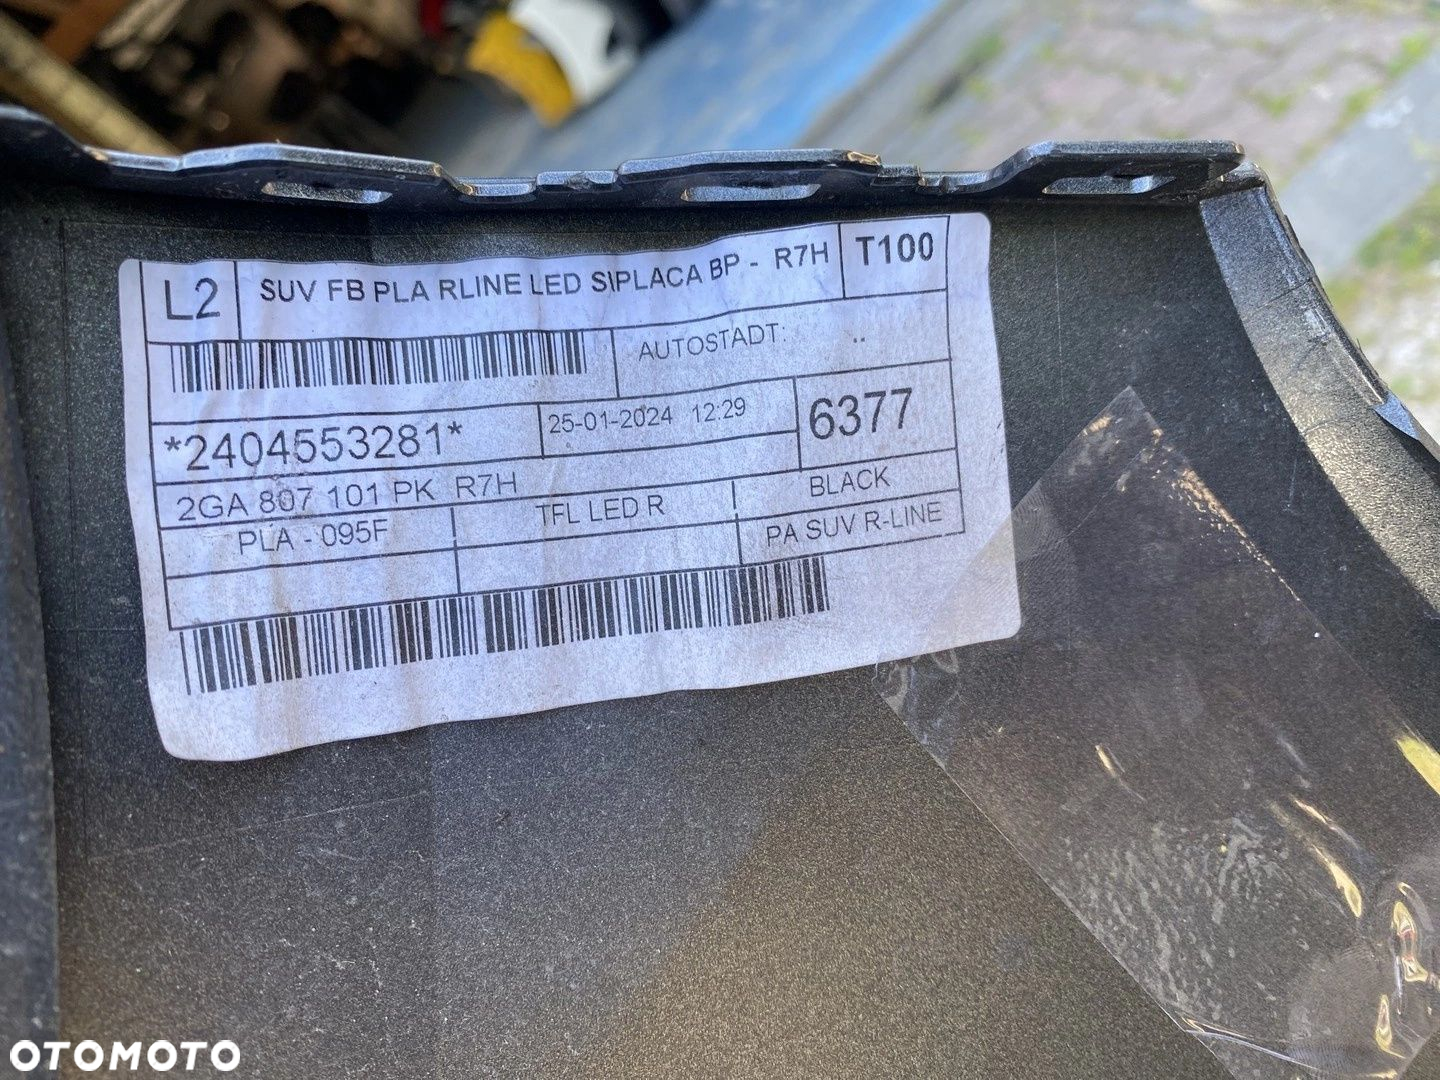 L2
SUV FB PLA RLINE LED SIPLACA BP - R7H
T100
AUTOSTADT: ..
*2404553281*
25-01-2024 12:29
6377
2GA 807 101 PK R7H
PLA - 095F
TFL LED R
BLACK
PA SUV R-LINE
OTOMOTO